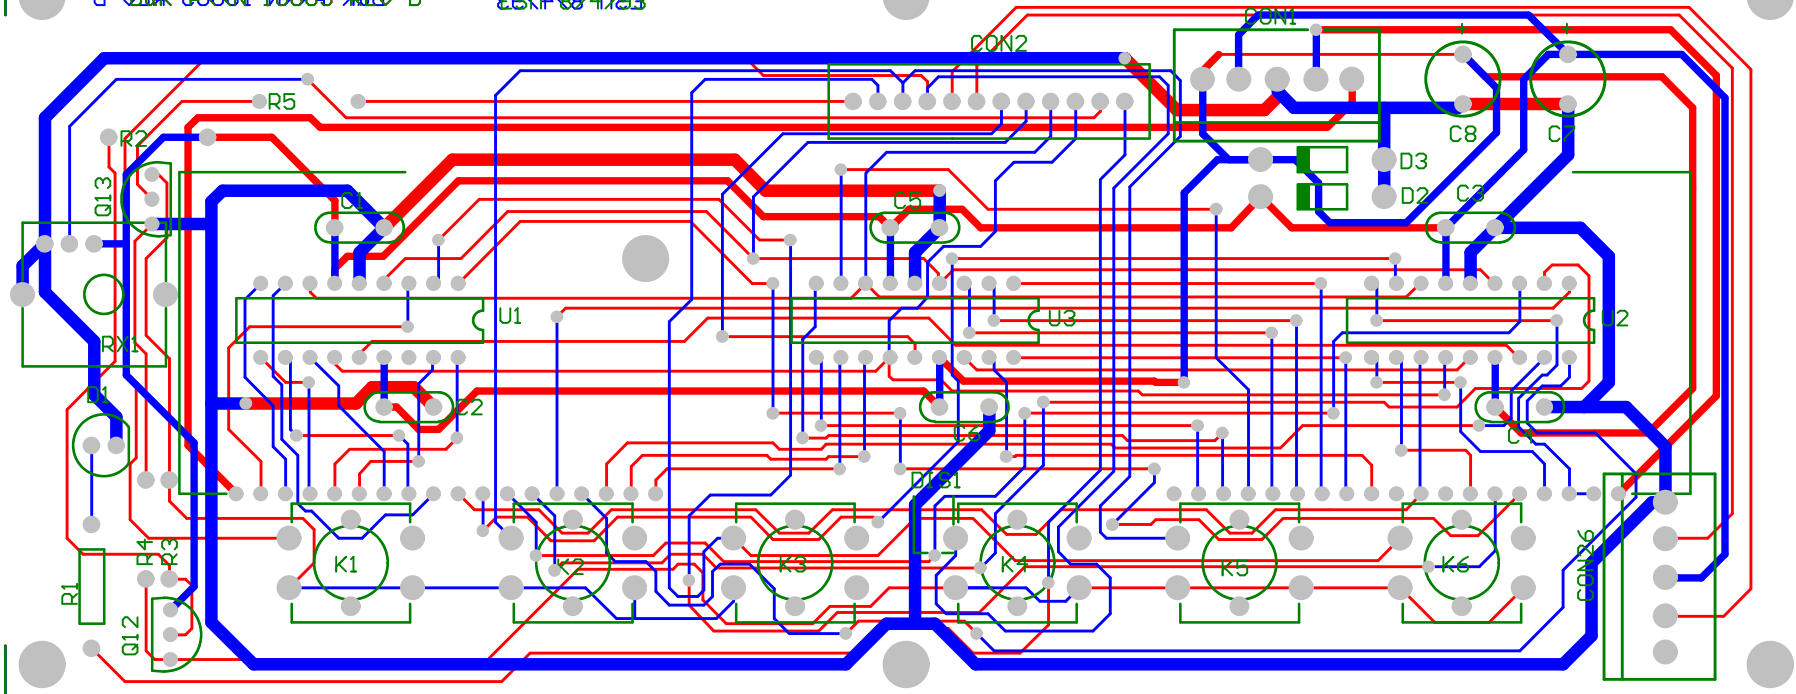 CON1
CON2
R5
R2
C8
C7
D3
D2
Q13
C1
C5
C3
U1
U3
U2
RX1
D1
C2
C6
C4
DIS1
R4
R3
K1
K2
K3
K4
K5
K6
CON26
R1
Q12